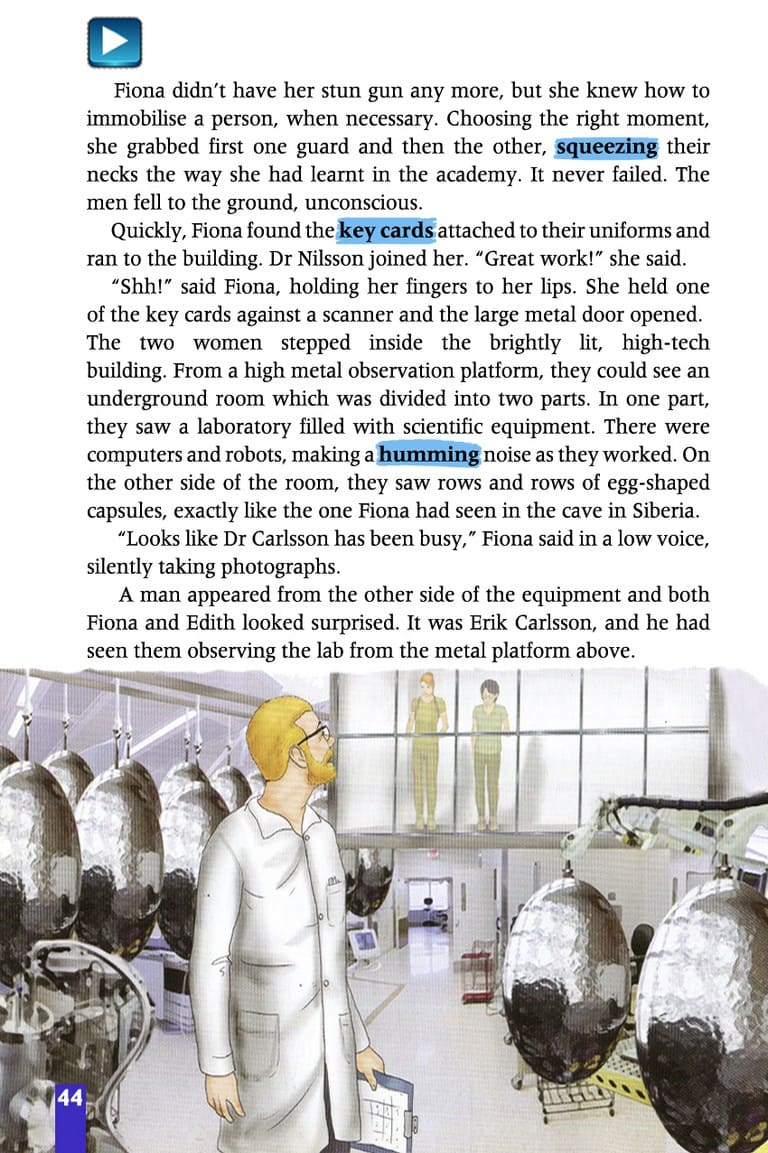 Fiona didn’t have her stun gun any more, but she knew how to
immobilise a person, when necessary. Choosing the right moment,
she grabbed first one guard and then the other, squeezing their
necks the way she had learnt in the academy. It never failed. The
men fell to the ground, unconscious.
Quickly, Fiona found the key cards attached to their uniforms and
ran to the building. Dr Nilsson joined her. “Great work!” she said.
“Shh!” said Fiona, holding her fingers to her lips. She held one
of the key cards against a scanner and the large metal door opened.
The two women stepped inside the brightly lit, high-tech
building. From a high metal observation platform, they could see an
underground room which was divided into two parts. In one part,
they saw a laboratory filled with scientific equipment. There were
computers and robots, making a humming noise as they worked. On
the other side of the room, they saw rows and rows of egg-shaped
capsules, exactly like the one Fiona had seen in the cave in Siberia.
“Looks like Dr Carlsson has been busy,” Fiona said in a low voice,
silently taking photographs.
A man appeared from the other side of the equipment and both
Fiona and Edith looked surprised. It was Erik Carlsson, and he had
seen them observing the lab from the metal platform above.
44